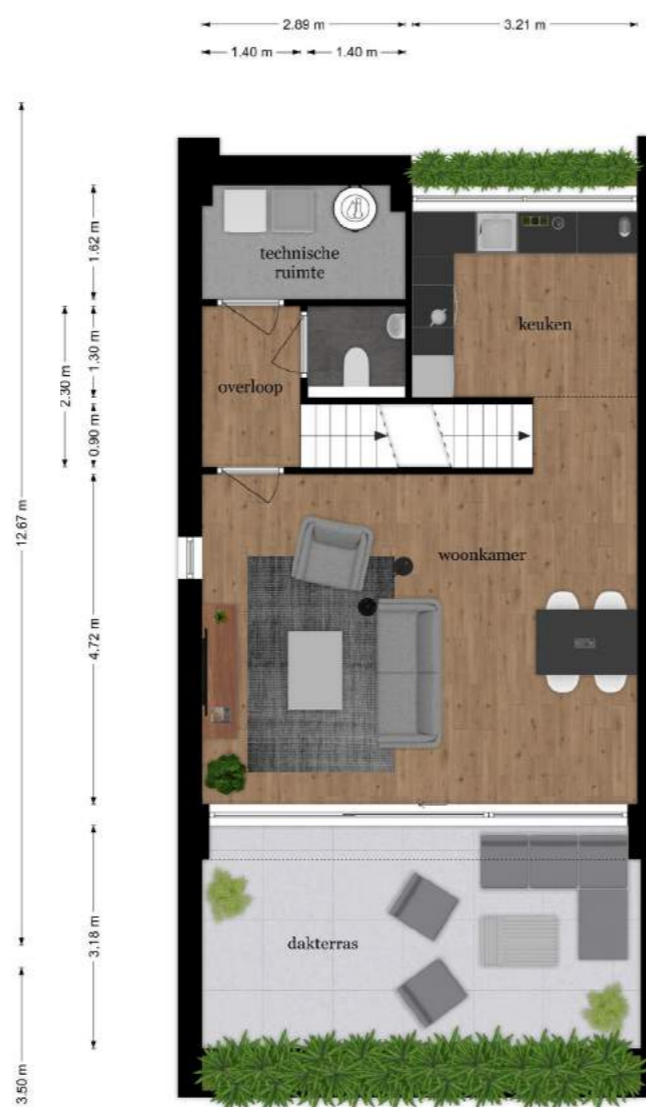 2.89 m
3.21 m
1.40 m
1.40 m
12.67 m
1.62 m
2.30 m
1.30 m
0.90 m
4.72 m
3.18 m
3.50 m
technische
ruimte
keuken
overloop
woonkamer
dakterras